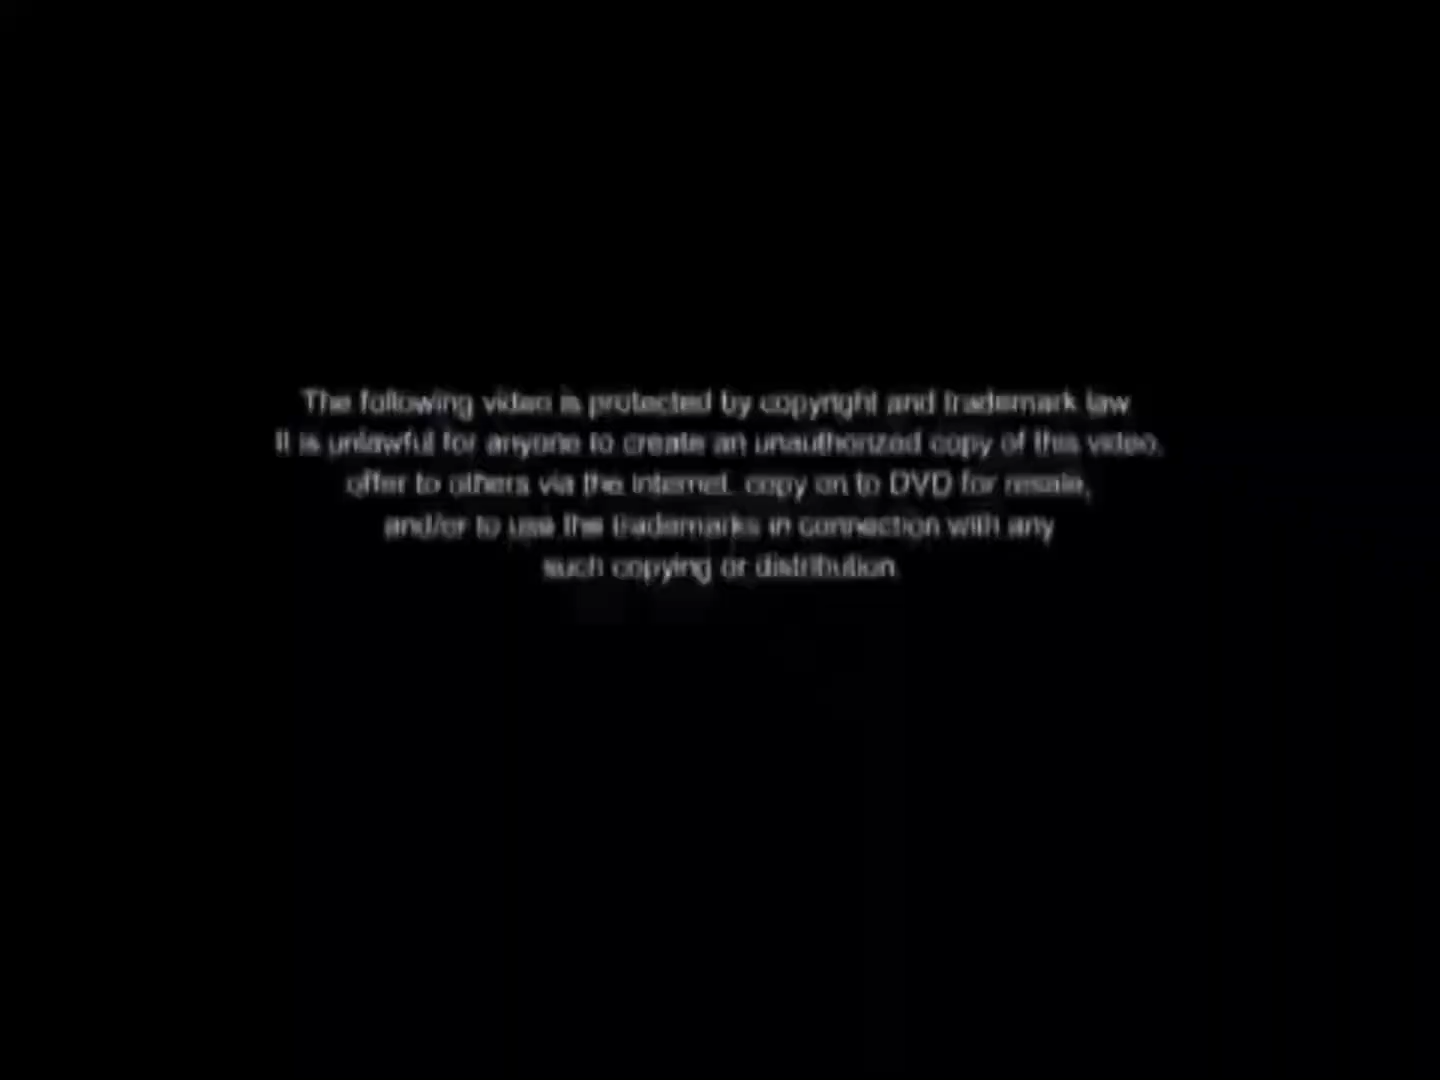 The following video is protected by copyright and trademark law
It is unlawful for anyone to create an unauthorized copy of this video,
offer to others via the internet, copy on to DVD for resale,
and/or to use the trademarks in connection with any
such copying or distribution.